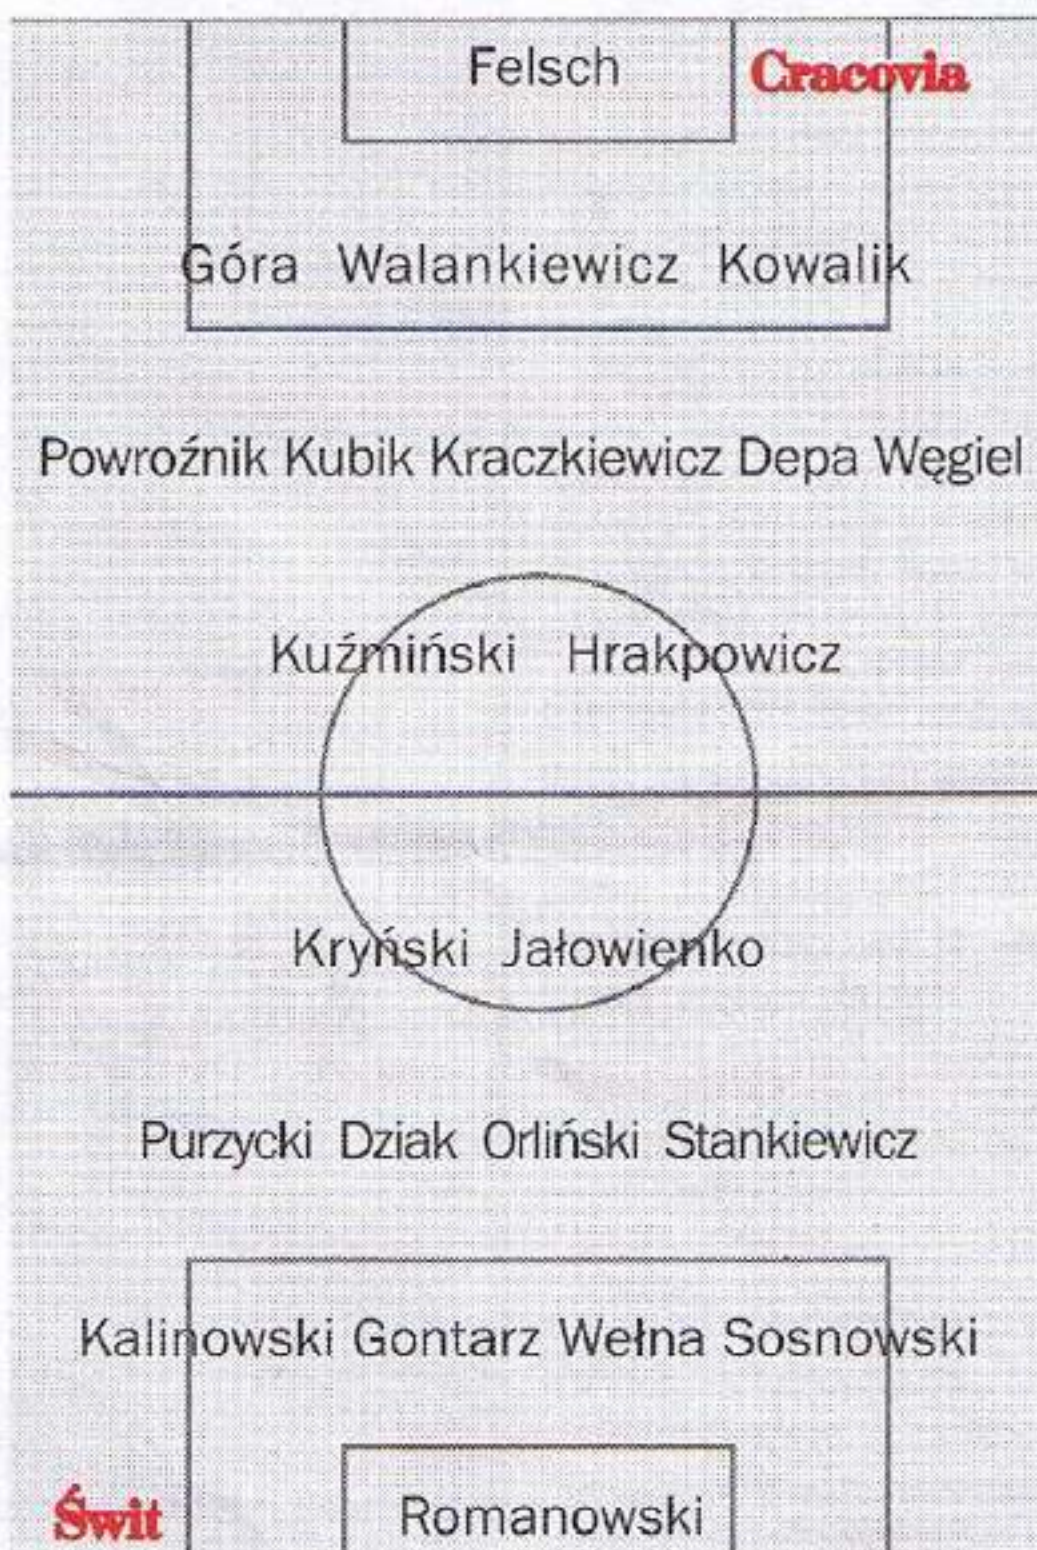 Felsch Cracovia
Góra Walankiewicz Kowalik
Powroźnik Kubik Kraczkiewicz Depa Węgiel
Kuźmiński Hrakpowicz
Kryński Jałowienko
Purzycki Dziak Orliński Stankiewicz
Kalinowski Gontarz Wełna Sosnowski
Świt Romanowski